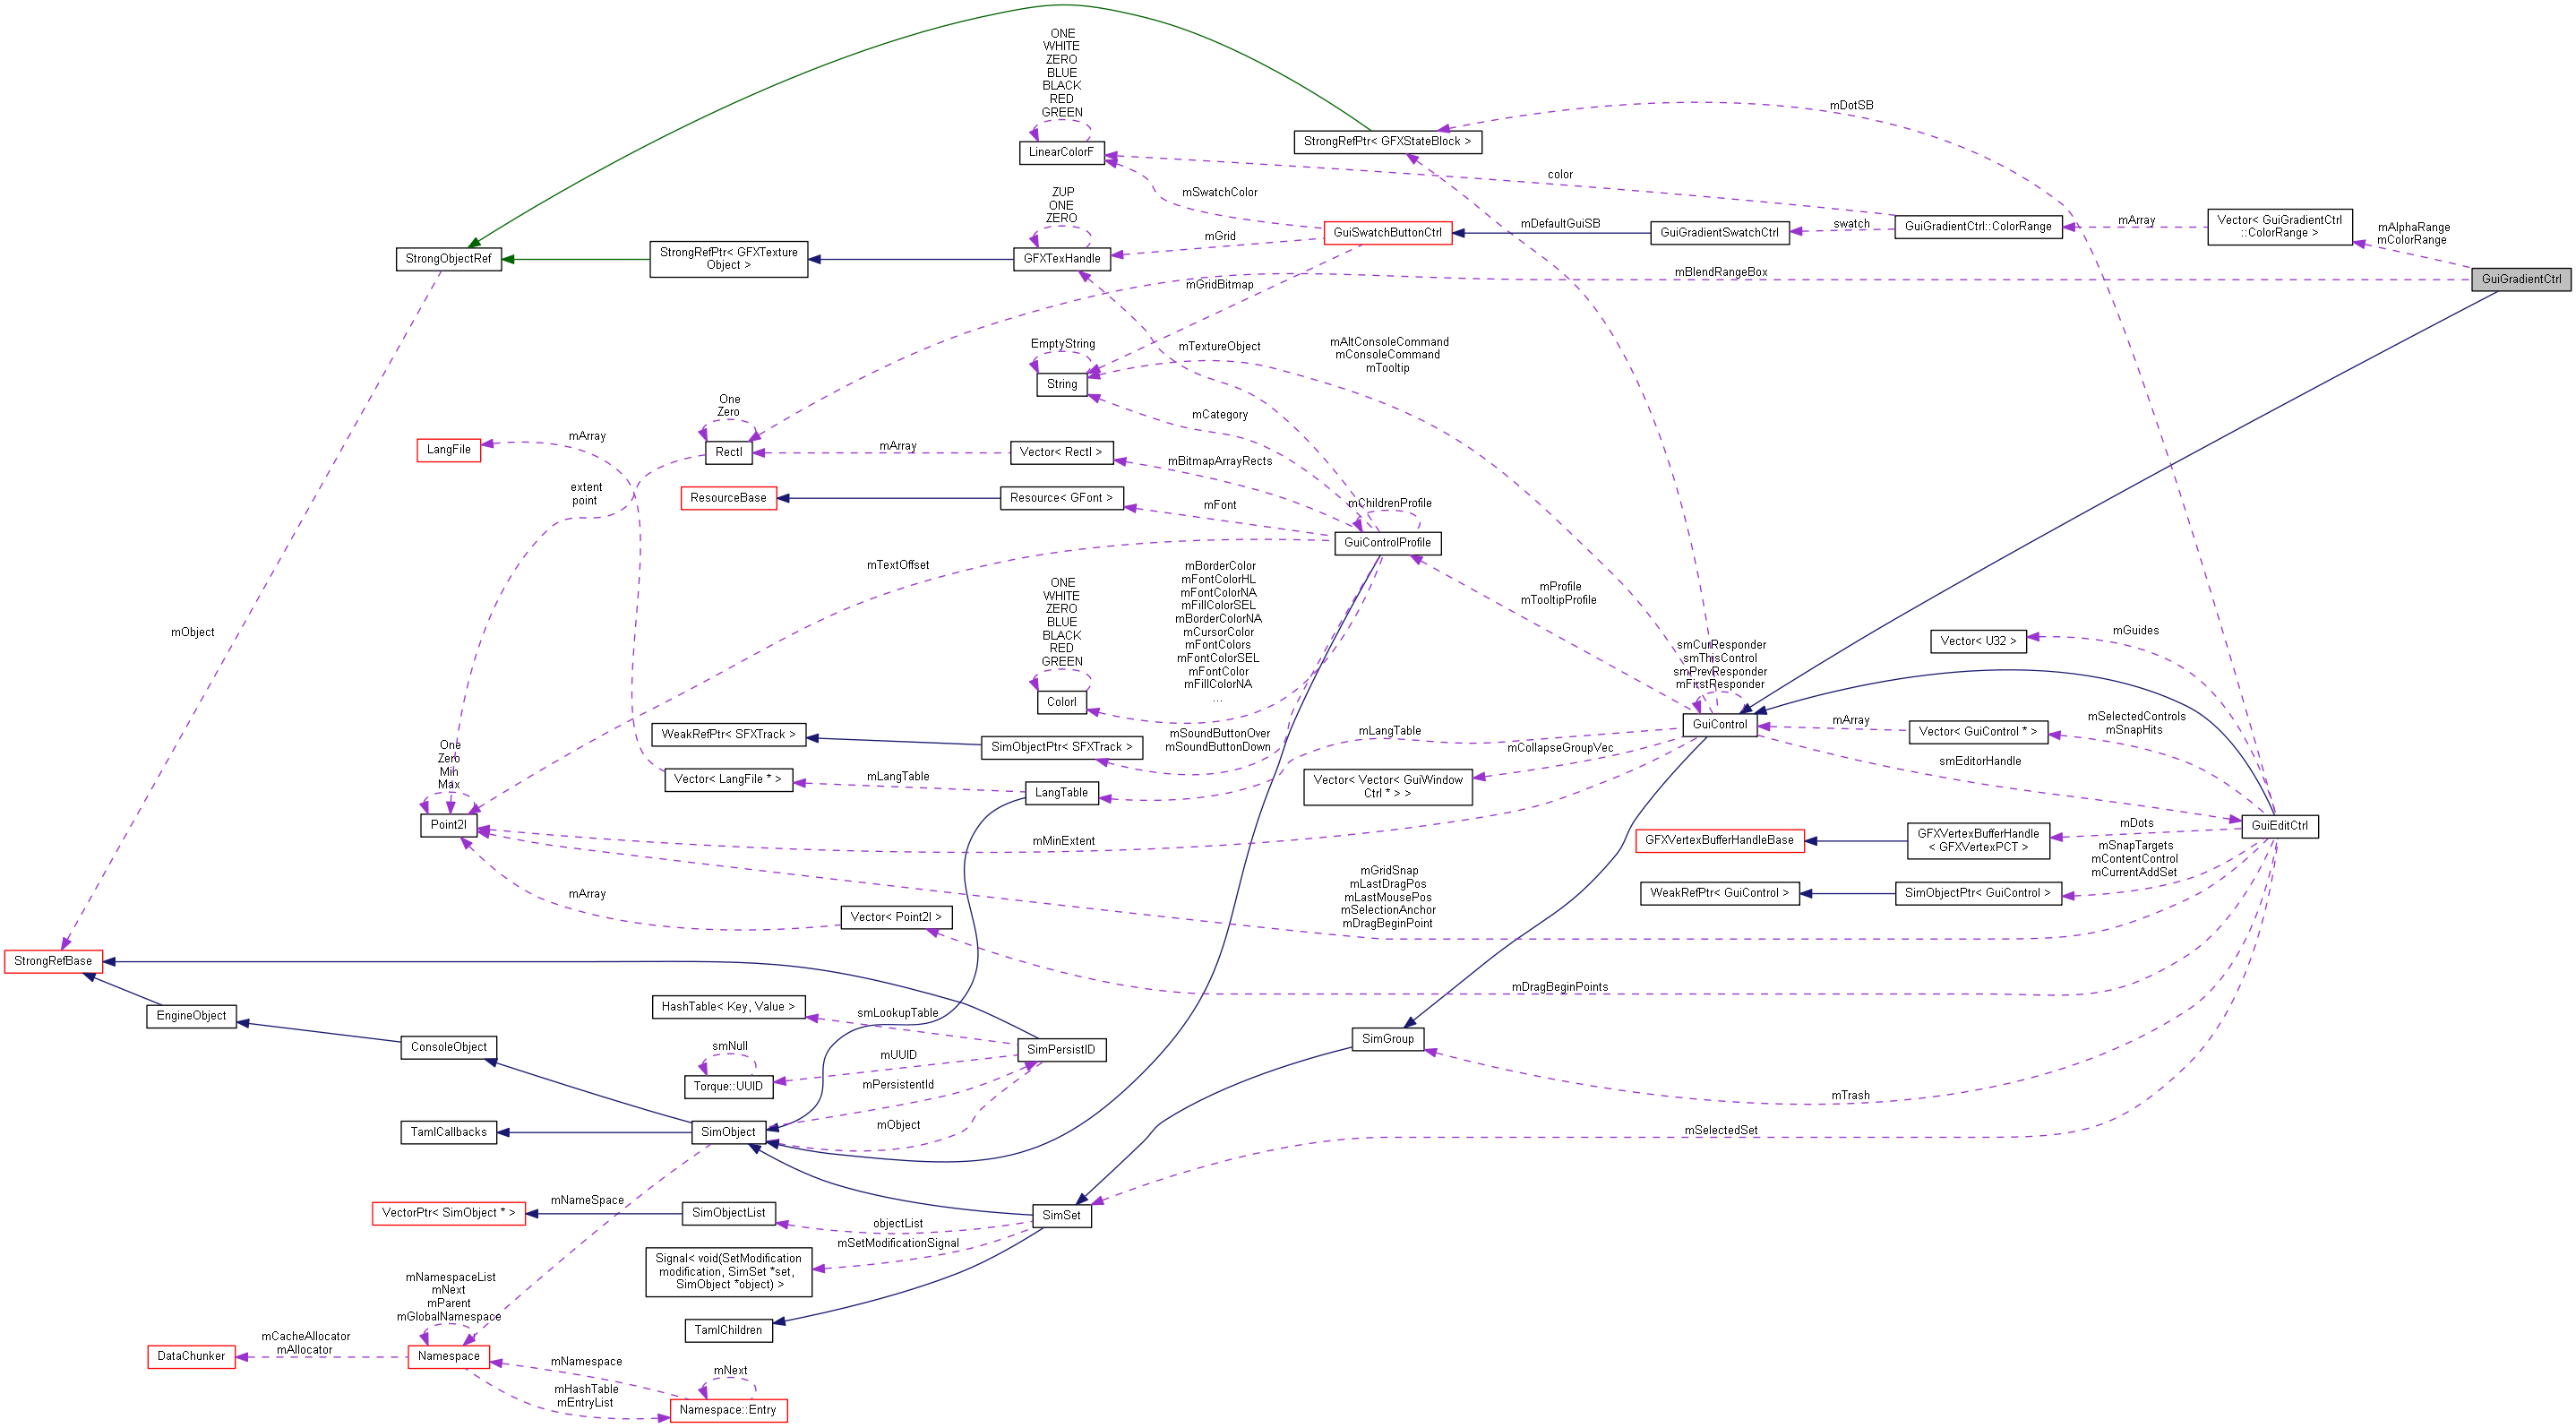 ONE
WHITE
ZERO
BLUE
BLACK
RED
GREEN
LinearColorF
StrongRefPtr< GFXStateBlock >
mDotSB
color
mSwatchColor
ZUP
ONE
ZERO
mGrid
GFXTexHandle
StrongRefPtr< GFXTexture
Object >
StrongObjectRef
GuiSwatchButtonCtrl
mDefaultGuiSB
GuiGradientSwatchCtrl
swatch
GuiGradientCtrl::ColorRange
mArray
Vector< GuiGradientCtrl
::ColorRange >
mAlphaRange
mColorRange
GuiGradientCtrl
mBlendRangeBox
mGridBitmap
EmptyString
String
mTextureObject
mAltConsoleCommand
mConsoleCommand
mTooltip
mCategory
One
Zero
RectI
mArray
Vector< RectI >
mBitmapArrayRects
LangFile
mArray
extent
point
ResourceBase
Resource< GFont >
mFont
mChildrenProfile
GuiControlProfile
mTextOffset
ONE
WHITE
ZERO
BLUE
BLACK
RED
GREEN
ColorI
mBorderColor
mFontColorHL
mFontColorNA
mFillColorSEL
mBorderColorNA
mCursorColor
mFontColors
mFontColorSEL
mFontColor
mFillColorNA
...
mProfile
mTooltipProfile
mObject
smCurResponder
smThisControl
smPrevResponder
mFirstResponder
GuiControl
Vector< U32 >
mGuides
mArray
Vector< GuiControl * >
mSelectedControls
mSnapHits
smEditorHandle
WeakRefPtr< SFXTrack >
SimObjectPtr< SFXTrack >
mSoundButtonOver
mSoundButtonDown
mLangTable
mCollapseGroupVec
Vector< Vector< GuiWindow
Ctrl * > >
One
Zero
Min
Max
Point2I
Vector< LangFile * >
mLangTable
LangTable
mMinExtent
GFXVertexBufferHandleBase
GFXVertexBufferHandle
< GFXVertexPCT >
mDots
GuiEditCtrl
mSnapTargets
mContentControl
mCurrentAddSet
WeakRefPtr< GuiControl >
SimObjectPtr< GuiControl >
mGridSnap
mLastDragPos
mLastMousePos
mSelectionAnchor
mDragBeginPoint
mArray
Vector< Point2I >
mDragBeginPoints
StrongRefBase
EngineObject
ConsoleObject
HashTable< Key, Value >
smLookupTable
SimPersistID
smNull
Torque::UUID
mUUID
mPersistentId
mObject
SimGroup
mTrash
mSelectedSet
TamlCallbacks
SimObject
mNameSpace
VectorPtr< SimObject * >
SimObjectList
objectList
SimSet
mSetModificationSignal
Signal< void(SetModification
modification, SimSet *set,
SimObject *object) >
TamlChildren
mNamespaceList
mNext
mParent
mGlobalNamespace
Namespace
DataChunker
mCacheAllocator
mAllocator
mNamespace
mHashTable
mEntryList
mNext
Namespace::Entry